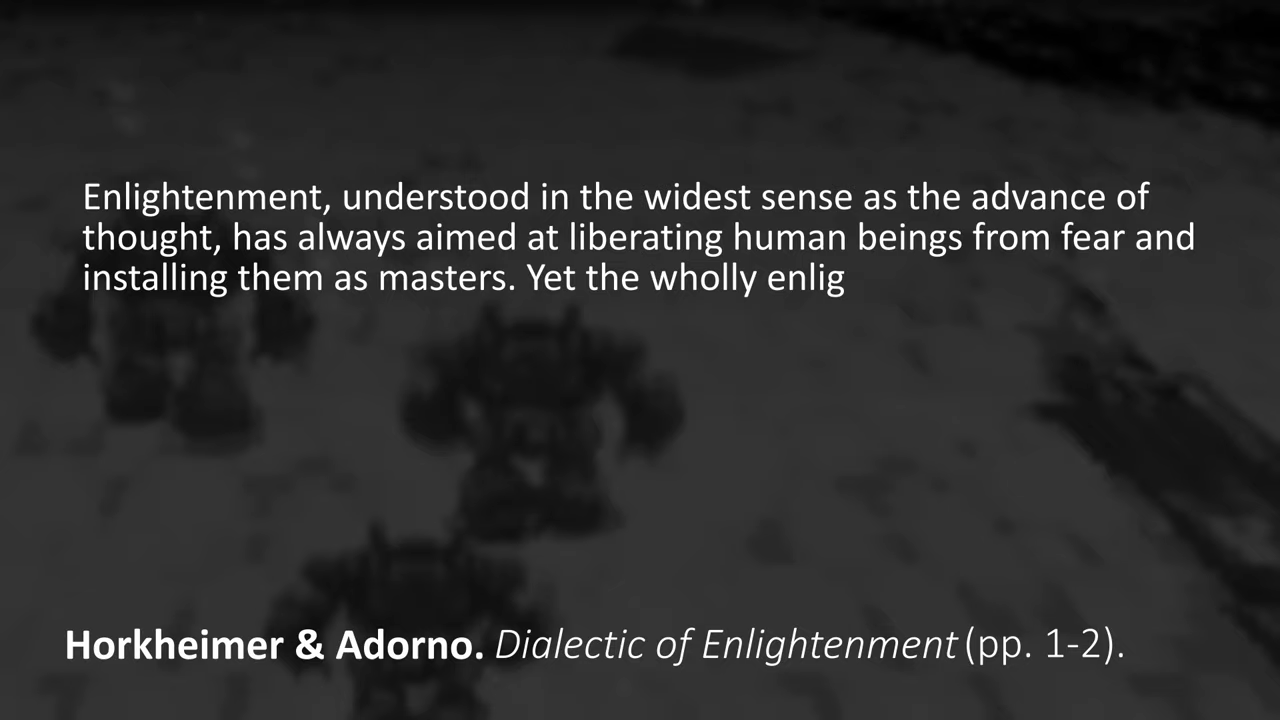 Enlightenment, understood in the widest sense as the advance of
thought, has always aimed at liberating human beings from fear and
installing them as masters. Yet the wholly enlig
Horkheimer & Adorno. Dialectic of Enlightenment (pp. 1-2).